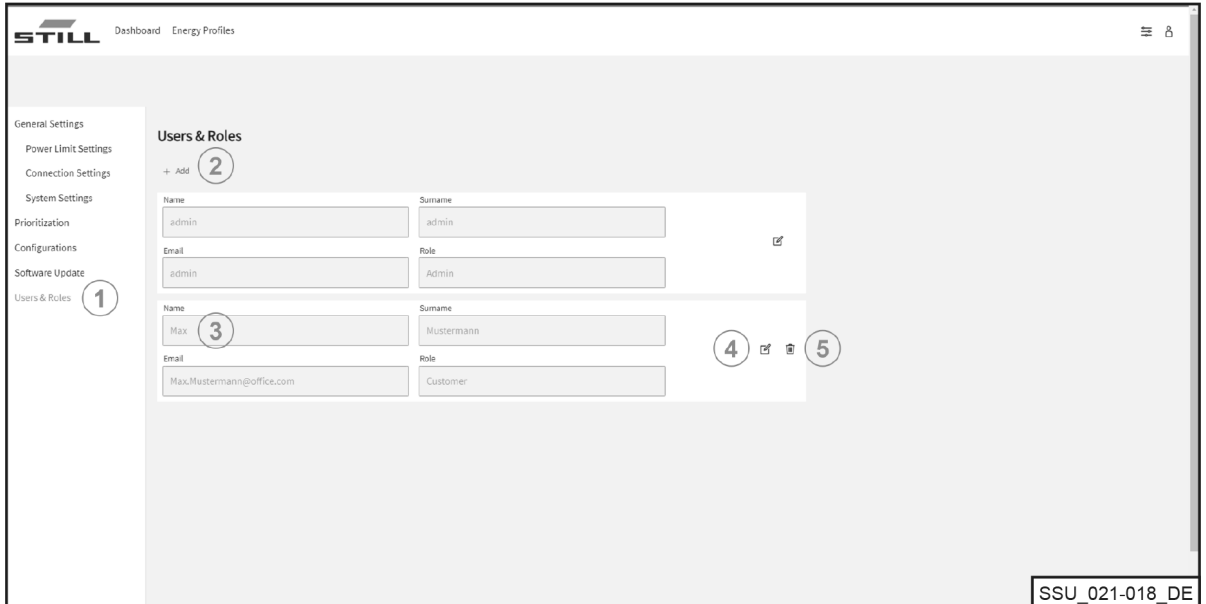 STILL
Dashboard Energy Profiles
General Settings
Power Limit Settings
Connection Settings
System Settings
Prioritization
Configurations
Software Update
Users & Roles 1
Users & Roles
+ Add 2
Name Surname
admin admin
Email Role
admin Admin
Name Surname
Max 3 Mustermann
4 5
Email Role
Max.Mustermann@office.com Customer
SSU_021-018_DE